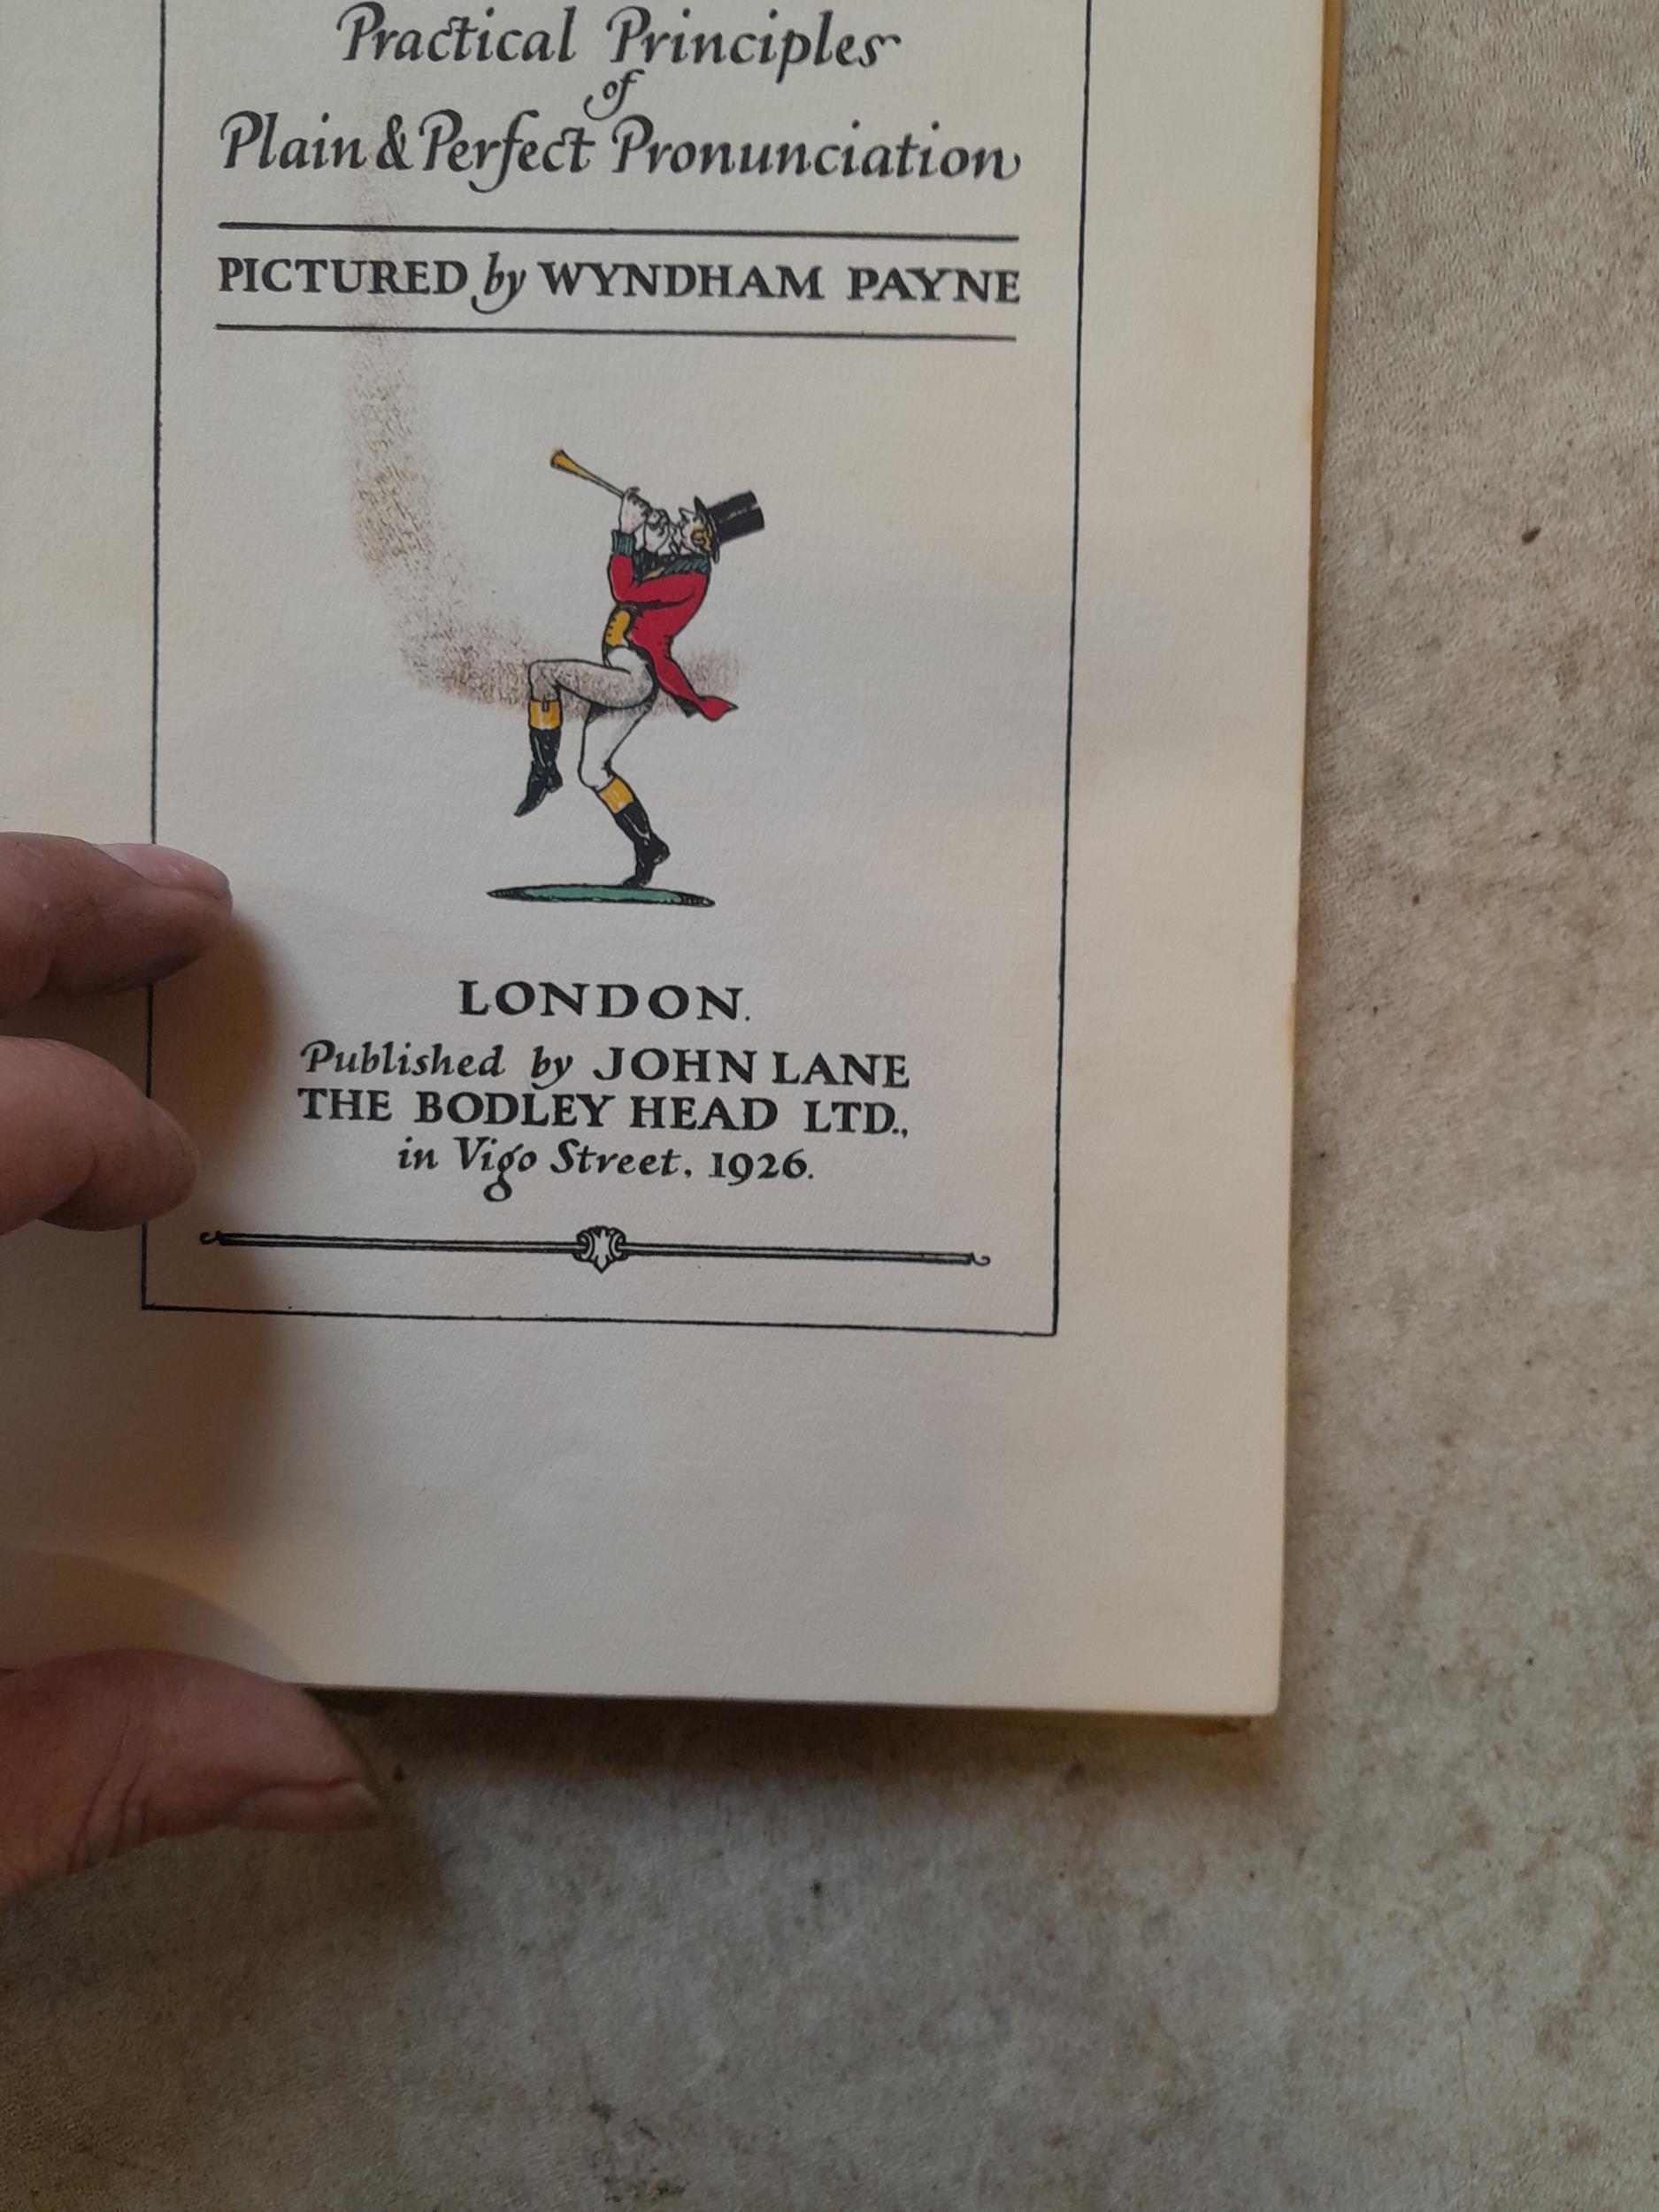 Practical Principles
of
Plain & Perfect Pronunciation
PICTURED by WYNDHAM PAYNE
LONDON.
Published by JOHN LANE
THE BODLEY HEAD LTD.,
in Vigo Street, 1926.